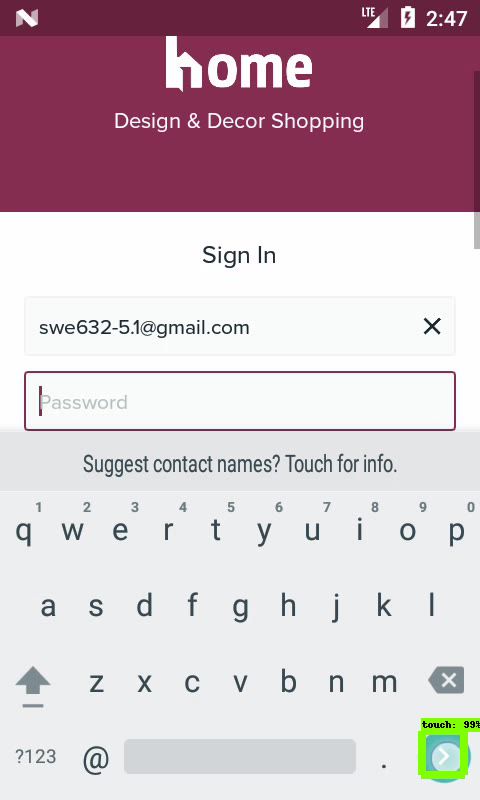 LTE 2:47
home
Design & Decor Shopping
Sign In
swe632-5.1@gmail.com
Password
Suggest contact names? Touch for info.
1 2 3 4 5 6 7 8 9 0
q w e r t y u i o p
a s d f g h j k l
z x c v b n m
touch: 99%
?123 @ .